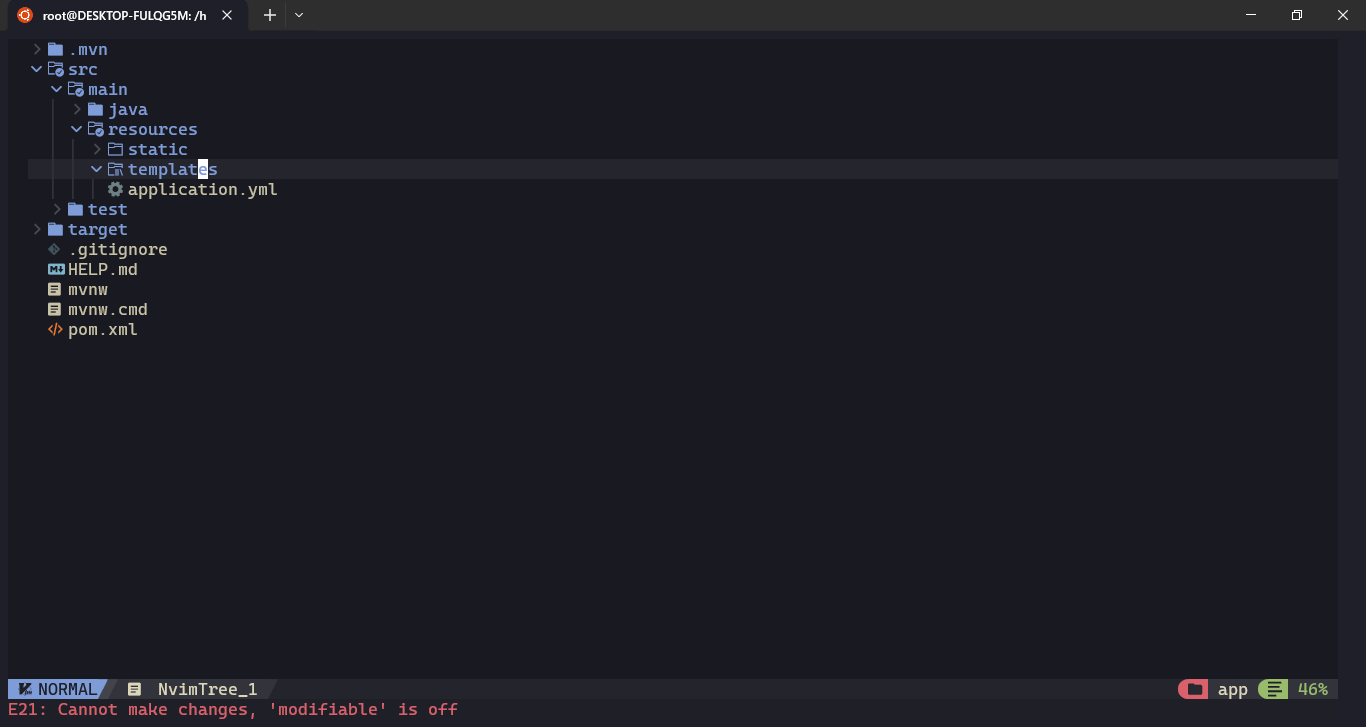 root@DESKTOP-FULQG5M: /h
.mvn
src
main
java
resources
static
templates
application.yml
test
target
.gitignore
HELP.md
mvnw
mvnw.cmd
pom.xml
NORMAL NvimTree_1 app 46%
E21: Cannot make changes, 'modifiable' is off